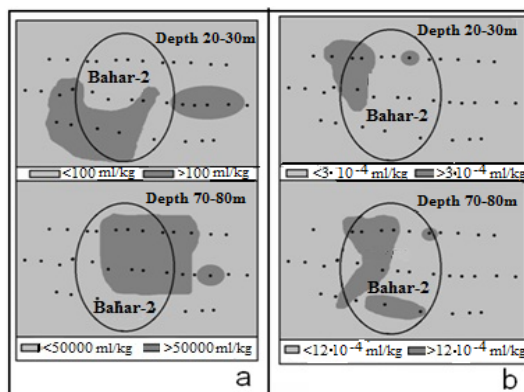 Depth 20-30m
Bahar-2
<100 ml/kg >100 ml/kg
Depth 70-80m
Bahar-2
<50000 ml/kg >50000 ml/kg
a
Depth 20-30m
Bahar-2
<3·10⁻⁴ ml/kg >3·10⁻⁴ ml/kg
Depth 70-80m
Bahar-2
<12·10⁻⁴ ml/kg >12·10⁻⁴ ml/kg
b